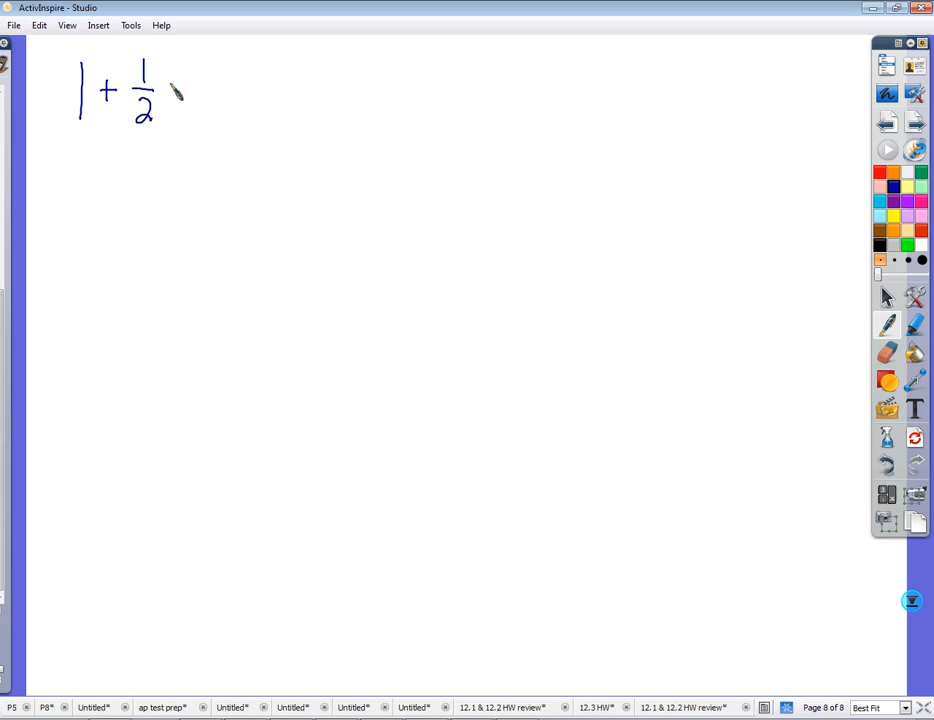 ActivInspire - Studio
File Edit View Insert Tools Help
1 + 1/2
T
P5 P8* Untitled* ap test prep* Untitled* Untitled* Untitled* Untitled* 12.1 & 12.2 HW review* 12.3 HW* 12.1 & 12.2 HW review* Page 8 of 8 Best Fit